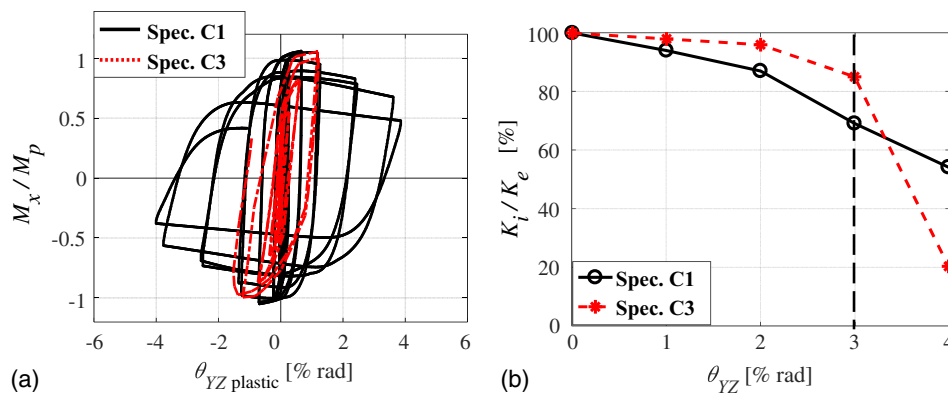 Spec. C1
Spec. C3
1
0.5
0
-0.5
-1
M_x/M_p
-6
-4
-2
0
2
4
6
θ_YZ plastic [% rad]
(a)
100
80
60
40
20
0
K_i/K_e [%]
Spec. C1
Spec. C3
0
1
2
3
4
θ_YZ [% rad]
(b)